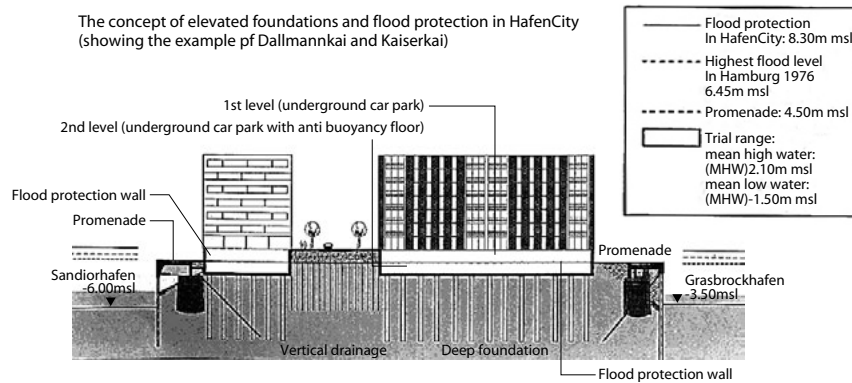 The concept of elevated foundations and flood protection in HafenCity
(showing the example pf Dallmannkai and Kaiserkai)
Flood protection
In HafenCity: 8.30m msl
Highest flood level
In Hamburg 1976
6.45m msl
Promenade: 4.50m msl
Trial range:
mean high water:
(MHW)2.10m msl
mean low water:
(MHW)-1.50m msl
1st level (underground car park)
2nd level (underground car park with anti buoyancy floor)
Flood protection wall
Promenade
Sandiorhafen
-6.00msl
Promenade
Grasbrockhafen
-3.50msl
Vertical drainage
Deep foundation
Flood protection wall